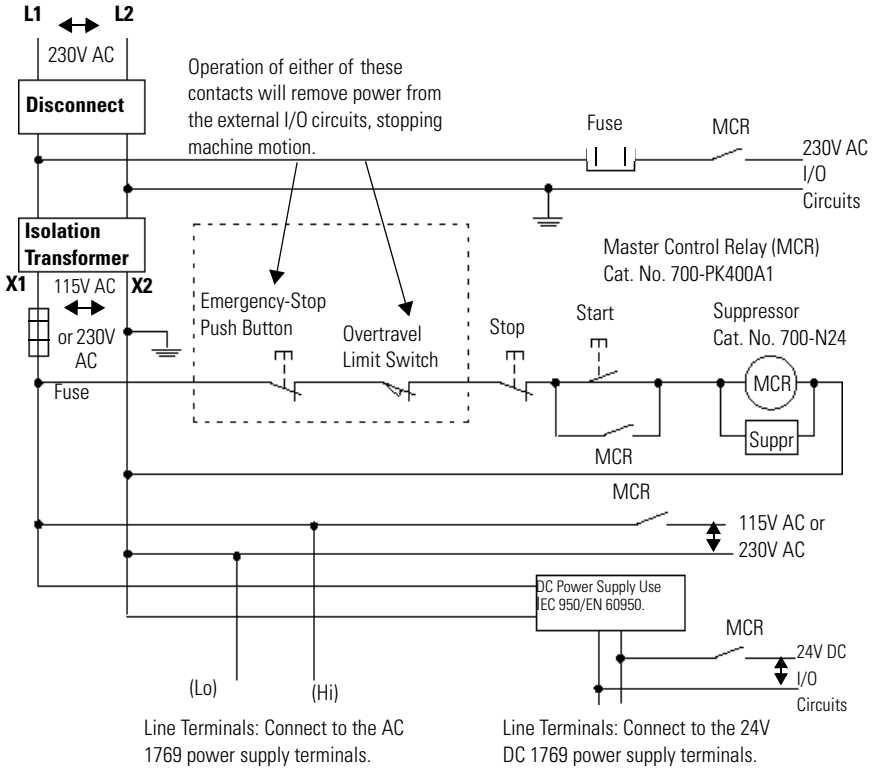 L1 L2
230V AC
Disconnect
Operation of either of these
contacts will remove power from
the external I/O circuits, stopping
machine motion.
Fuse
MCR
230V AC
I/O
Circuits
Isolation
Transformer
X1 115V AC X2
or 230V
AC
Fuse
Emergency-Stop
Push Button
Overtravel
Limit Switch
Stop
Start
Master Control Relay (MCR)
Cat. No. 700-PK400A1
Suppressor
Cat. No. 700-N24
MCR
Suppr
MCR
MCR
115V AC or
230V AC
DC Power Supply Use
IEC 950/EN 60950.
MCR
24V DC
I/O
Circuits
(Lo) (Hi)
Line Terminals: Connect to the AC
1769 power supply terminals.
Line Terminals: Connect to the 24V
DC 1769 power supply terminals.